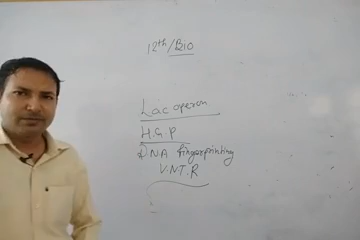 12th/Bio
Lac operon
H.G.P
DNA fingerprinting
V.N.T.R